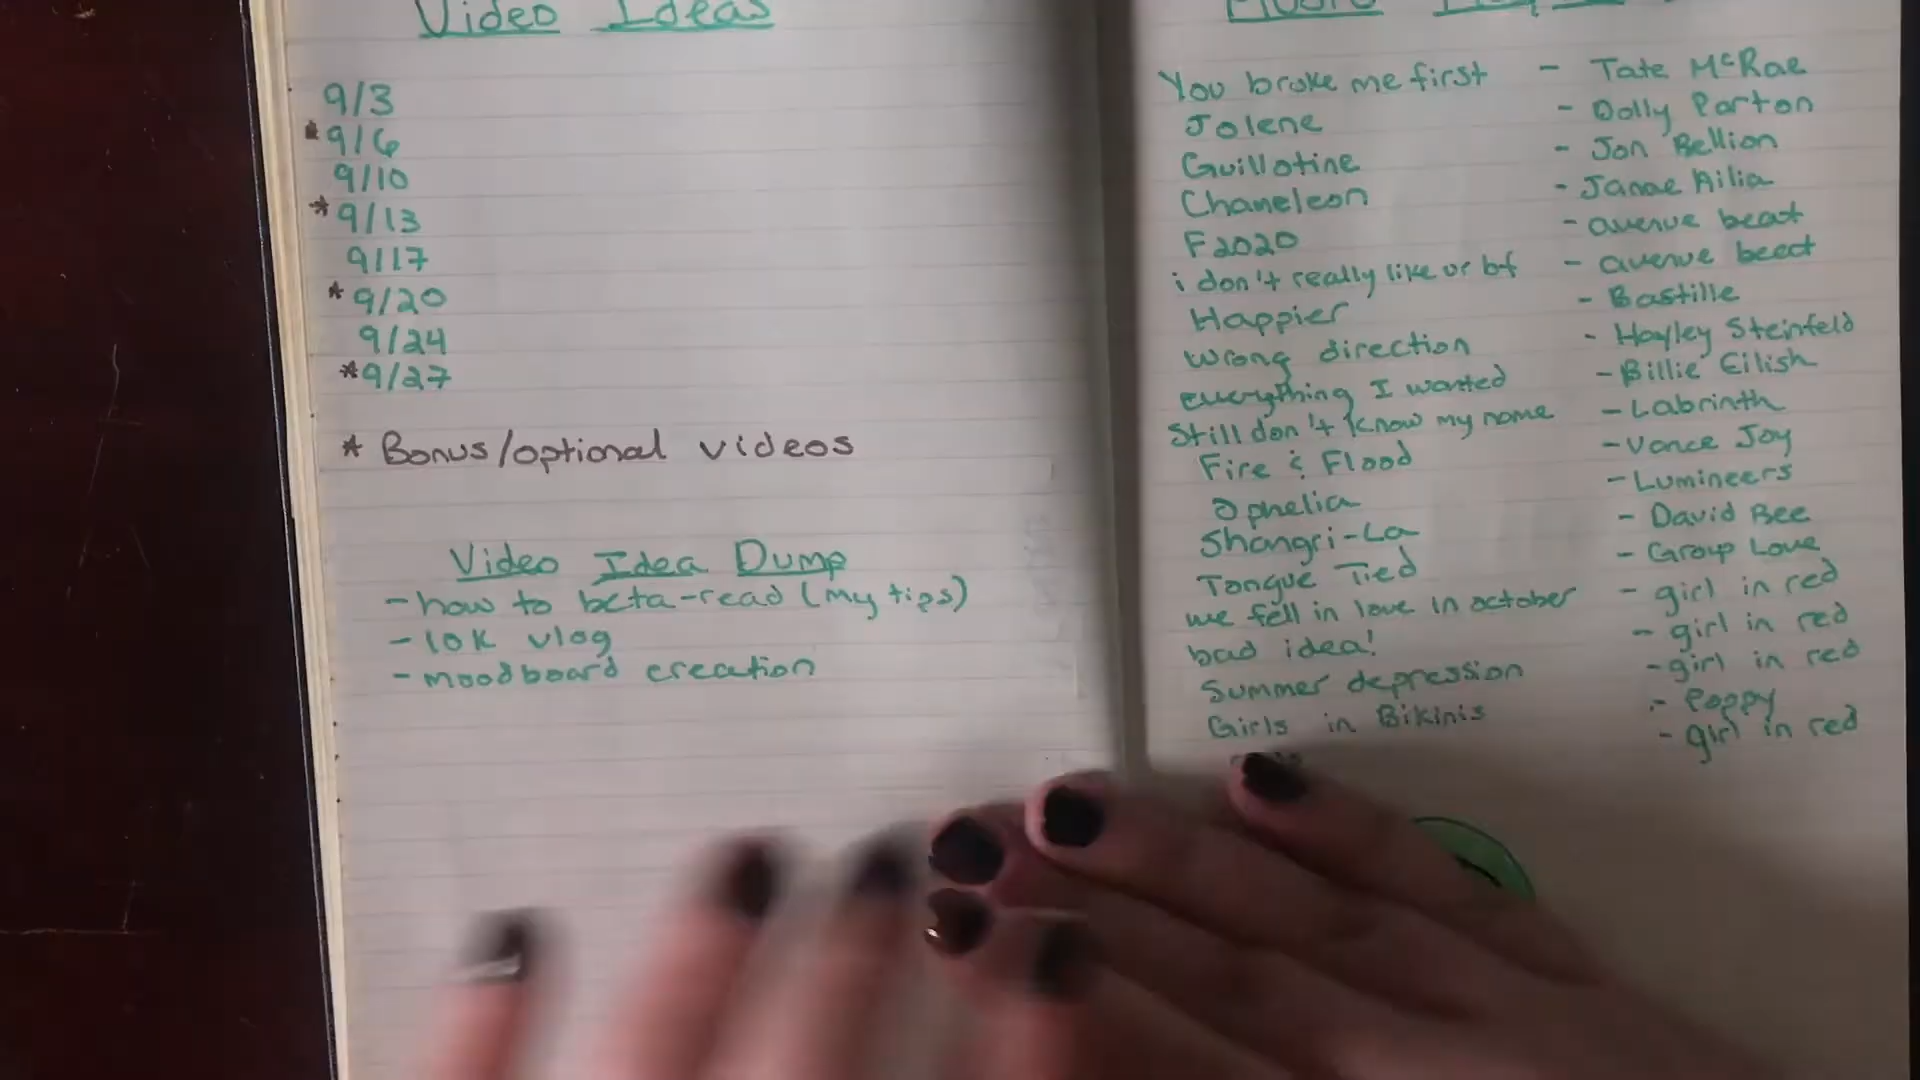 Video Ideas
9/3
* 9/6
9/10
* 9/13
9/17
* 9/20
9/24
* 9/27
* Bonus/optional videos
Video Idea Dump
- how to beta-read (my tips)
- 10K vlog
- moodboard creation
Music
You broke me first - Tate McRae
Jolene - Dolly Parton
Guillotine - Jon Bellion
Chameleon - Janae Ailia
F2020 - avenue beat
i don't really like ur bf - avenue beat
Happier - Bastille
Wrong direction - Hayley Steinfeld
everything I wanted - Billie Eilish
Still don't know my name - Labrinth
Fire & Flood - Vance Joy
Ophelia - Lumineers
Shangri-La - David Bee
Tongue Tied - Group Love
we fell in love in october - girl in red
bad idea! - girl in red
Summer depression - girl in red
Girls in Bikinis - Poppy
- girl in red